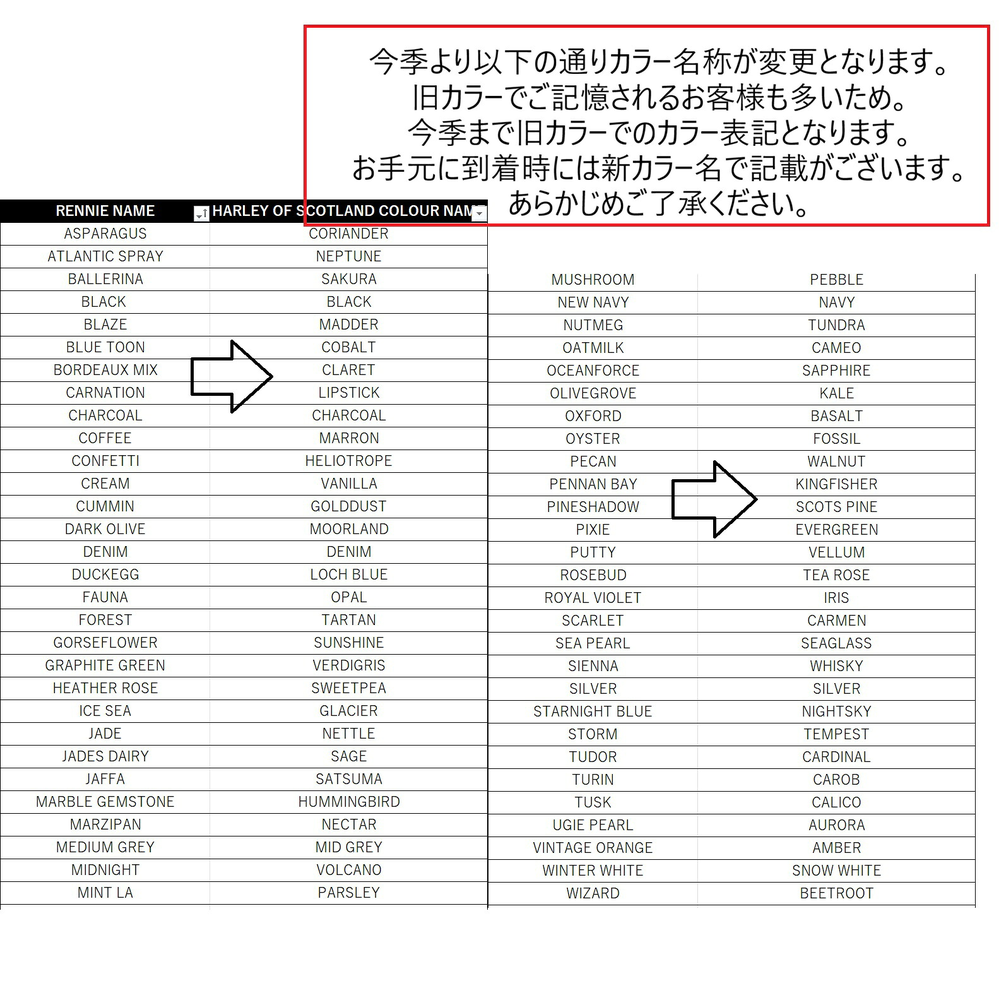 今季より以下の通りカラー名称が変更となります。
旧カラーでご記憶されるお客様も多いため。
今季まで旧カラーでのカラー表記となります。
お手元に到着時には新カラー名で記載がございます。
あらかじめご了承ください。
RENNIE NAME HARLEY OF SCOTLAND COLOUR NAM
ASPARAGUS CORIANDER
ATLANTIC SPRAY NEPTUNE
BALLERINA SAKURA
BLACK BLACK
BLAZE MADDER
BLUE TOON COBALT
BORDEAUX MIX CLARET
CARNATION LIPSTICK
CHARCOAL CHARCOAL
COFFEE MARRON
CONFETTI HELIOTROPE
CREAM VANILLA
CUMMIN GOLDDUST
DARK OLIVE MOORLAND
DENIM DENIM
DUCKEGG LOCH BLUE
FAUNA OPAL
FOREST TARTAN
GORSEFLOWER SUNSHINE
GRAPHITE GREEN VERDIGRIS
HEATHER ROSE SWEETPEA
ICE SEA GLACIER
JADE NETTLE
JADES DAIRY SAGE
JAFFA SATSUMA
MARBLE GEMSTONE HUMMINGBIRD
MARZIPAN NECTAR
MEDIUM GREY MID GREY
MIDNIGHT VOLCANO
MINT LA PARSLEY
MUSHROOM PEBBLE
NEW NAVY NAVY
NUTMEG TUNDRA
OATMILK CAMEO
OCEANFORCE SAPPHIRE
OLIVEGROVE KALE
OXFORD BASALT
OYSTER FOSSIL
PECAN WALNUT
PENNAN BAY KINGFISHER
PINESHADOW SCOTS PINE
PIXIE EVERGREEN
PUTTY VELLUM
ROSEBUD TEA ROSE
ROYAL VIOLET IRIS
SCARLET CARMEN
SEA PEARL SEAGLASS
SIENNA WHISKY
SILVER SILVER
STARNIGHT BLUE NIGHTSKY
STORM TEMPEST
TUDOR CARDINAL
TURIN CAROB
TUSK CALICO
UGIE PEARL AURORA
VINTAGE ORANGE AMBER
WINTER WHITE SNOW WHITE
WIZARD BEETROOT